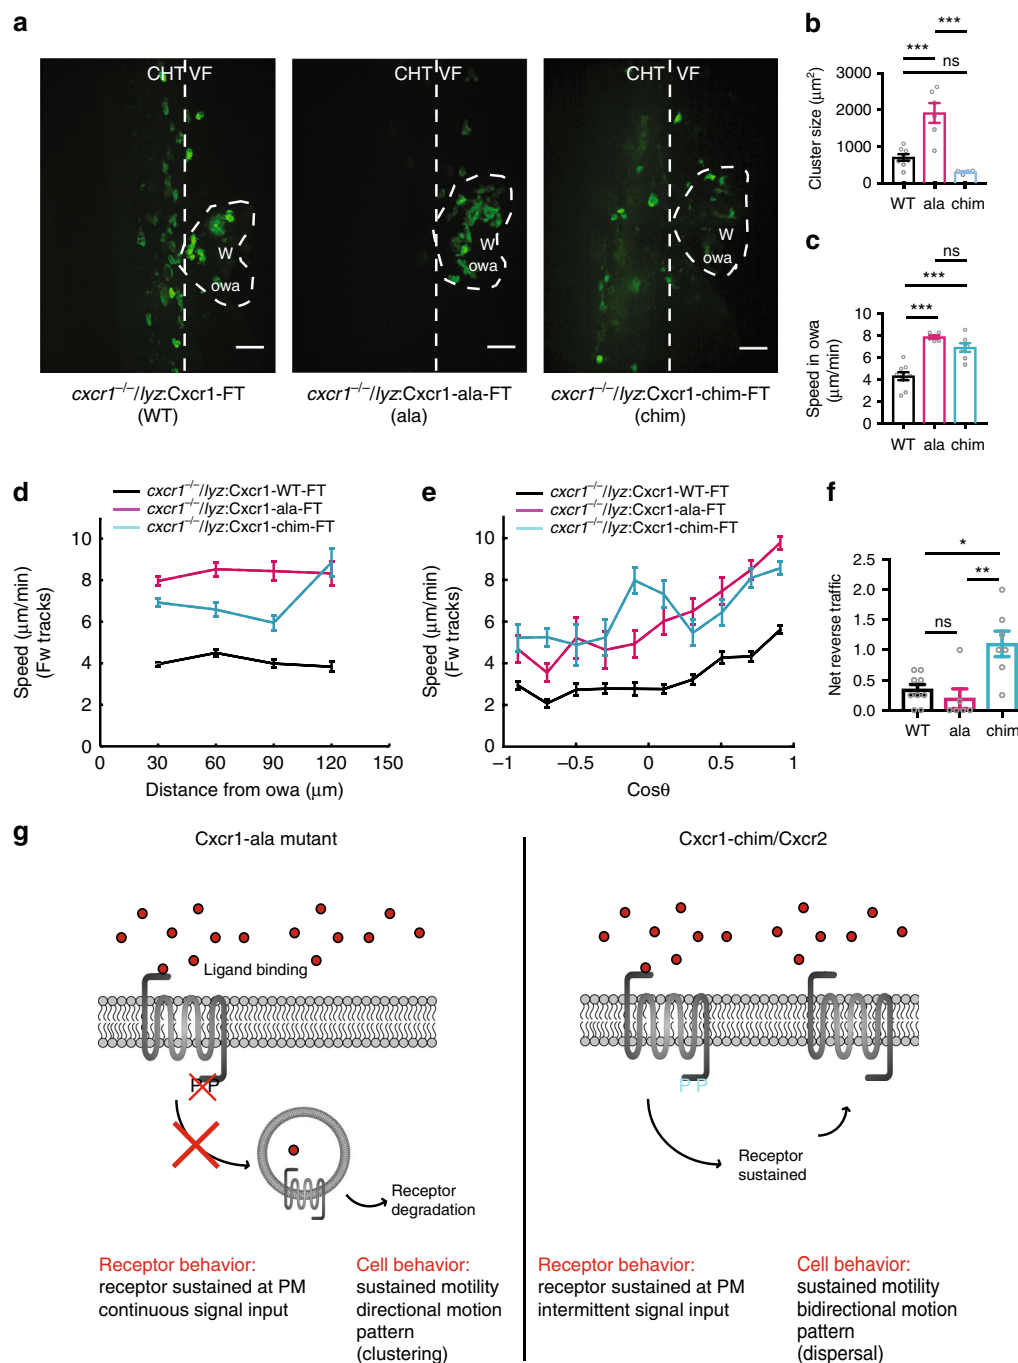 a
CHT VF
W
owa
CHT VF
W
owa
CHT VF
W
owa
cxcr1−/−/lyz:Cxcr1-FT
(WT)
cxcr1−/−/lyz:Cxcr1-ala-FT
(ala)
cxcr1−/−/lyz:Cxcr1-chim-FT
(chim)
b
***
***
ns
Cluster size (μm²)
3000
2000
1000
0
WT ala chim
c
ns
***
***
Speed in owa
(μm/min)
10
8
6
4
2
0
WT ala chim
d
cxcr1−/−/lyz:Cxcr1-WT-FT
cxcr1−/−/lyz:Cxcr1-ala-FT
cxcr1−/−/lyz:Cxcr1-chim-FT
Speed (μm/min)
(Fw tracks)
10
8
6
4
2
0
0 30 60 90 120 150
Distance from owa (μm)
e
cxcr1−/−/lyz:Cxcr1-WT-FT
cxcr1−/−/lyz:Cxcr1-ala-FT
cxcr1−/−/lyz:Cxcr1-chim-FT
Speed (μm/min)
(Fw tracks)
10
8
6
4
2
0
−1 −0.5 0 0.5 1
Cosθ
f
*
**
ns
Net reverse traffic
2.5
2.0
1.5
1.0
0.5
0.0
WT ala chim
g
Cxcr1-ala mutant
Ligand binding
P P
Receptor
degradation
Receptor behavior:
receptor sustained at PM
continuous signal input
Cell behavior:
sustained motility
directional motion
pattern
(clustering)
Cxcr1-chim/Cxcr2
P P
Receptor
sustained
Receptor behavior:
receptor sustained at PM
intermittent signal input
Cell behavior:
sustained motility
bidirectional motion
pattern
(dispersal)